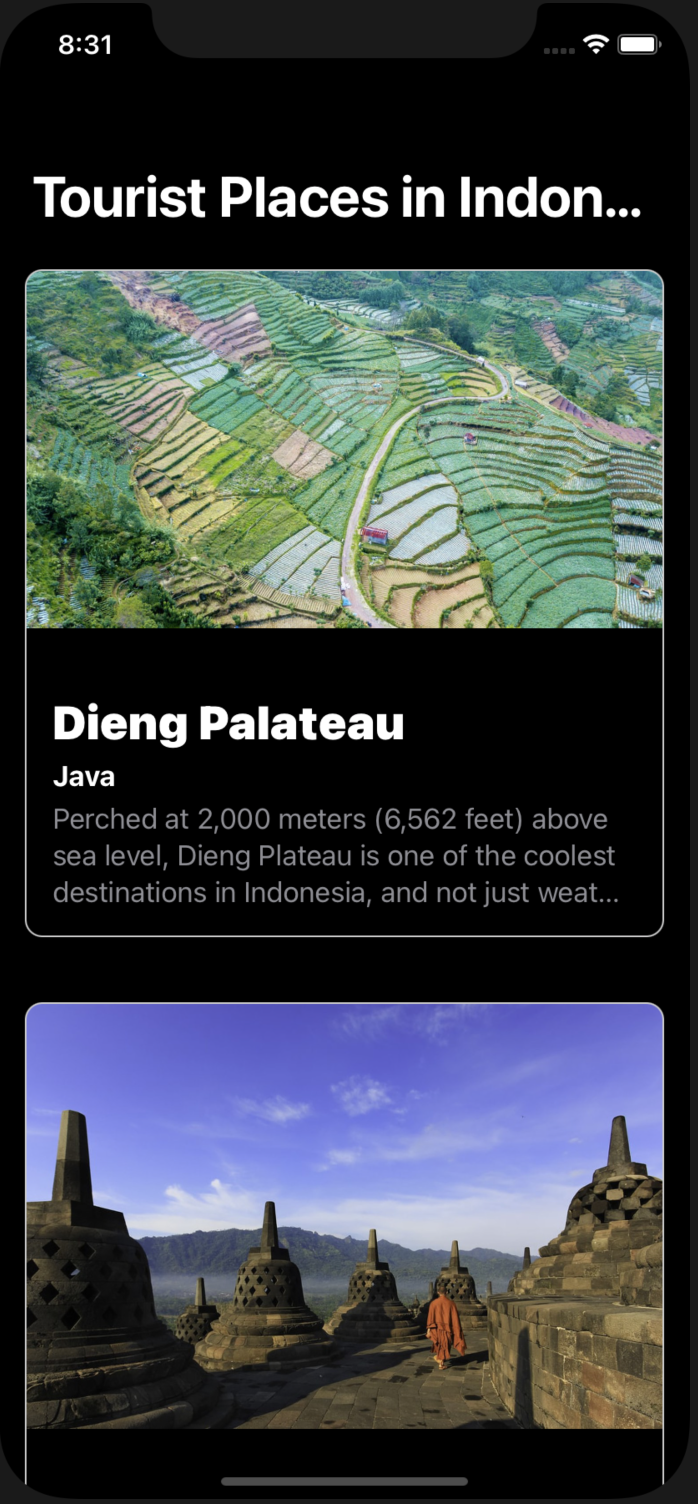 8:31
Tourist Places in Indon...
Dieng Palateau
Java
Perched at 2,000 meters (6,562 feet) above
sea level, Dieng Plateau is one of the coolest
destinations in Indonesia, and not just weat...